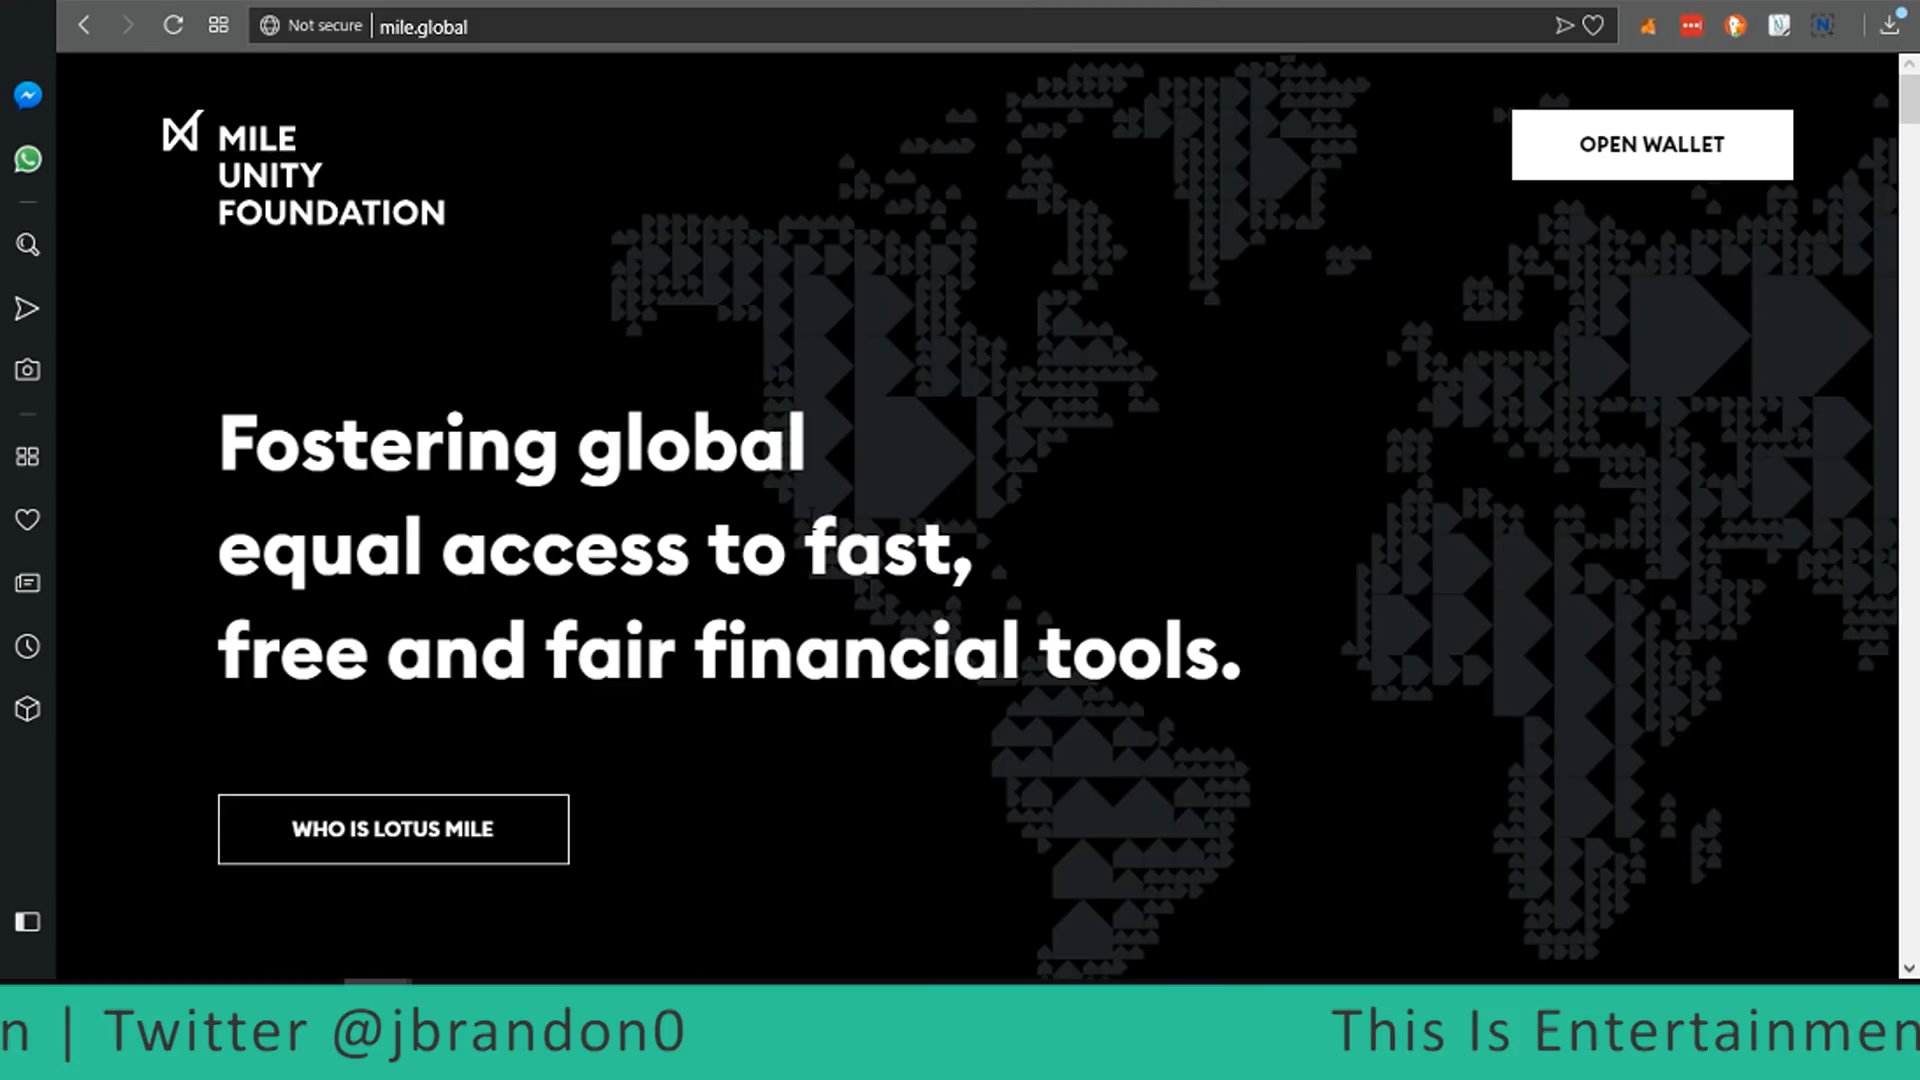 Not secure | mile.global
MILE
UNITY
FOUNDATION
OPEN WALLET
Fostering global
equal access to fast,
free and fair financial tools.
WHO IS LOTUS MILE
n | Twitter @jbrandon0
This Is Entertainmen